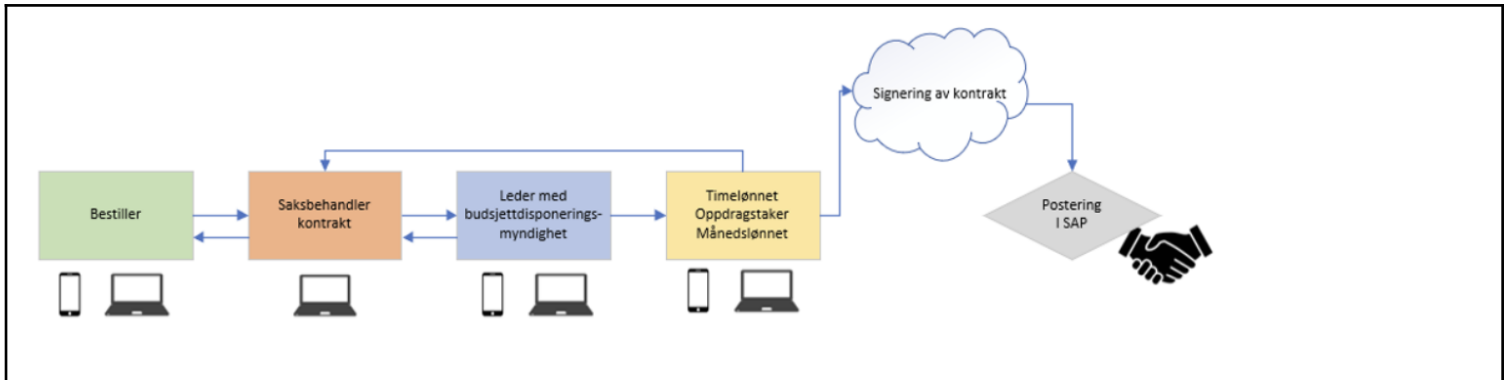 Signering av kontrakt
Bestiller
Saksbehandler
kontrakt
Leder med
budsjettdisponerings-
myndighet
Timelønnet
Oppdragstaker
Månedslønnet
Postering
I SAP